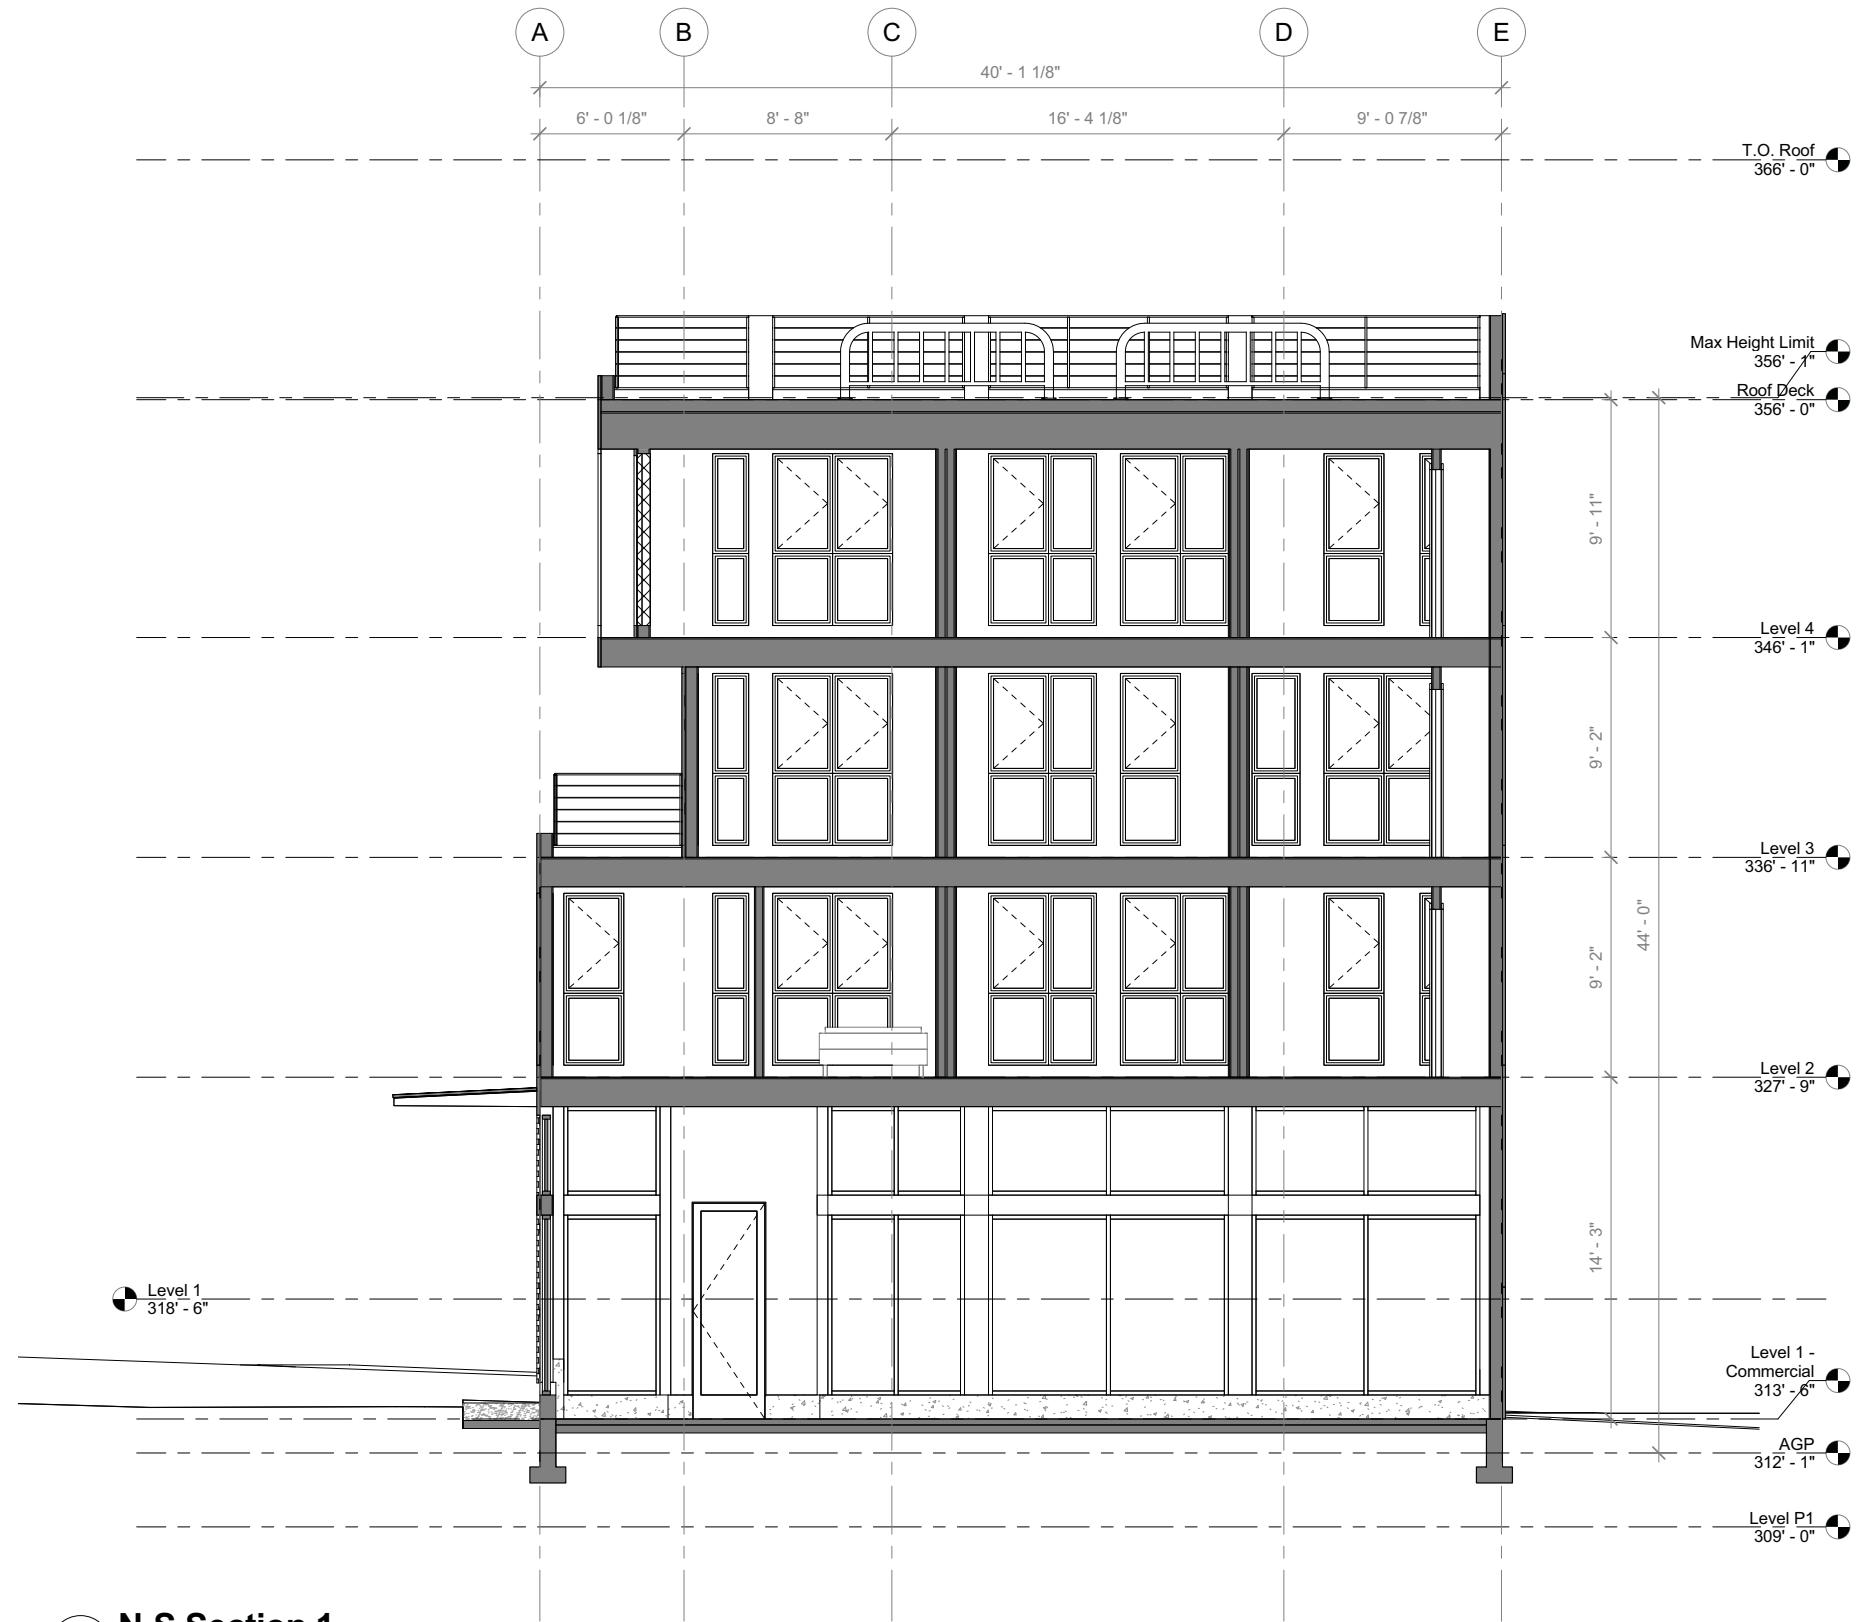 A B C D E
40' - 1 1/8"
6' - 0 1/8" 8' - 8" 16' - 4 1/8" 9' - 0 7/8"
T.O. Roof
366' - 0"
Max Height Limit
356' - 1"
Roof Deck
356' - 0"
9' - 11"
Level 4
346' - 1"
9' - 2"
Level 3
336' - 11"
44' - 0"
9' - 2"
Level 2
327' - 9"
14' - 3"
Level 1
318' - 6"
Level 1 -
Commercial
313' - 6"
AGP
312' - 1"
Level P1
309' - 0"
N-S Section 1